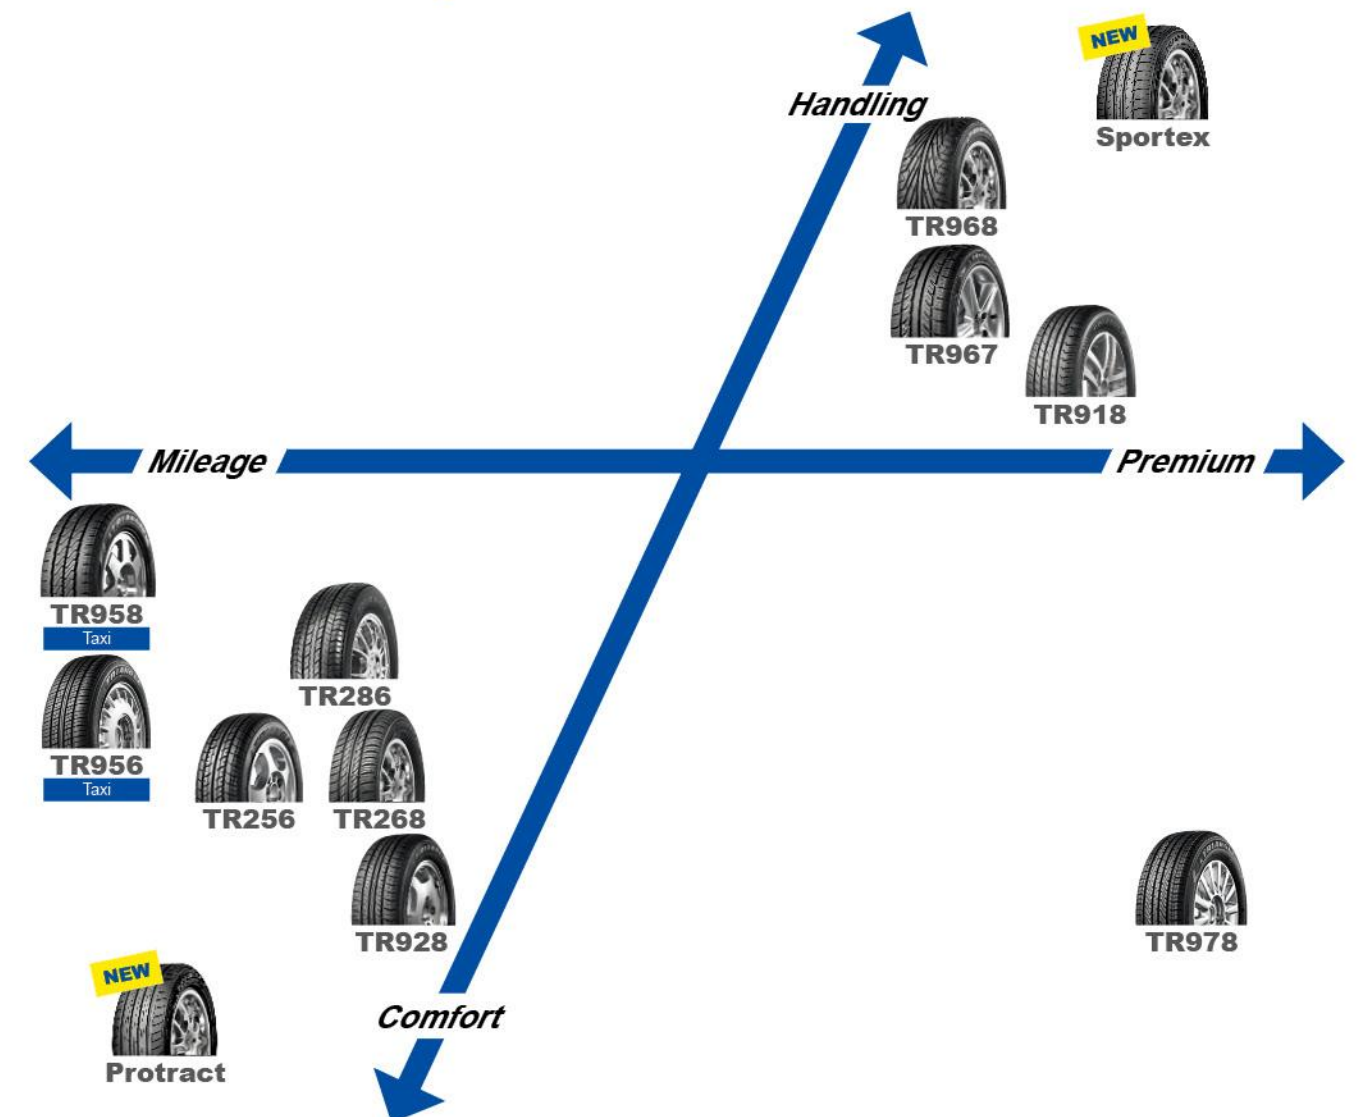 NEW
Sportex
Handling
TR968
TR967
TR918
Mileage
Premium
TR958
Taxi
TR286
TR956
Taxi
TR256
TR268
TR928
TR978
NEW
Protract
Comfort